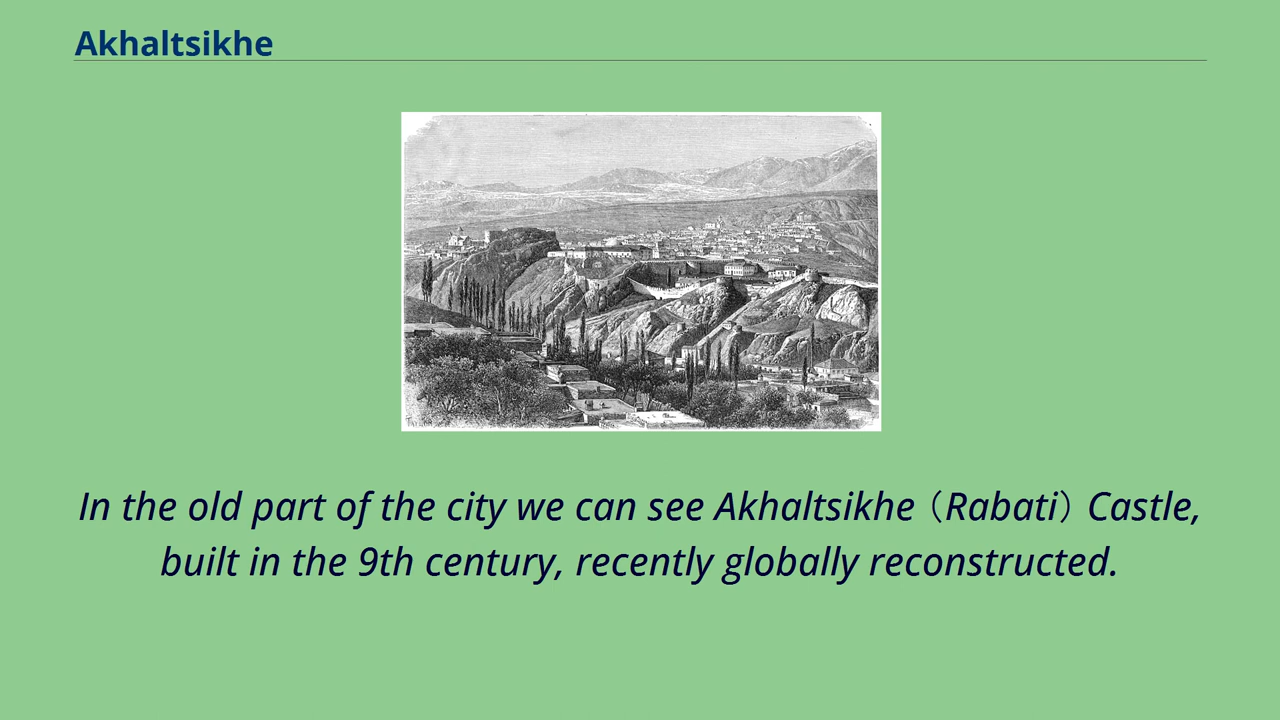 Akhaltsikhe
In the old part of the city we can see Akhaltsikhe（Rabati）Castle,
built in the 9th century, recently globally reconstructed.